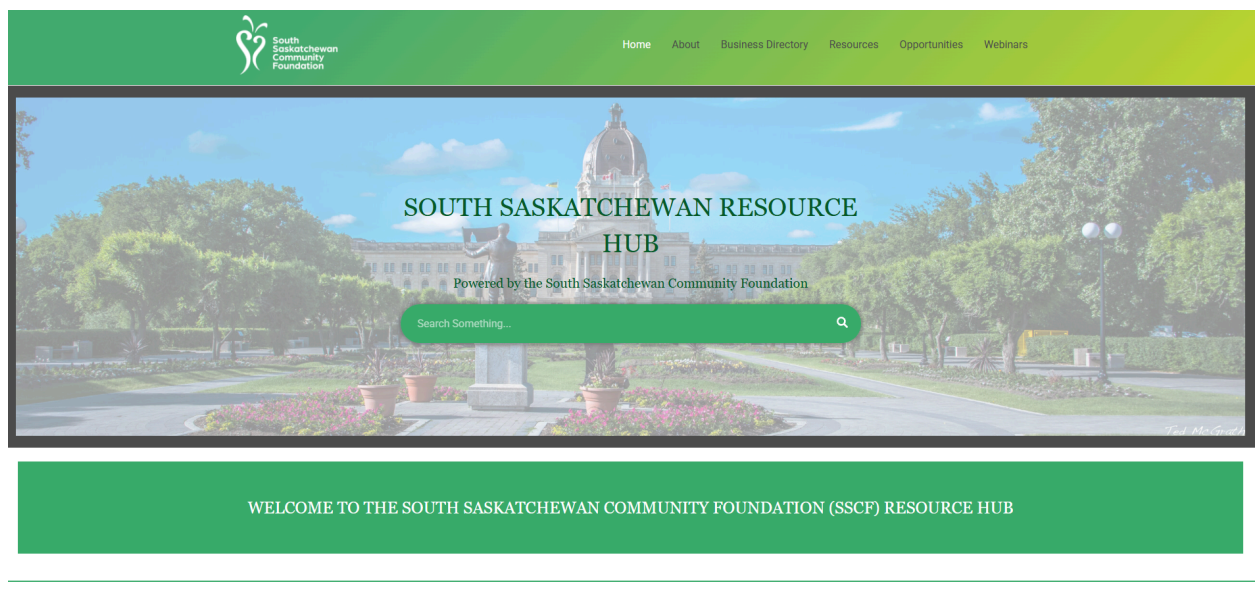 South
Saskatchewan
Community
Foundation
Home About Business Directory Resources Opportunities Webinars
SOUTH SASKATCHEWAN RESOURCE
HUB
Powered by the South Saskatchewan Community Foundation
Search Something...
Ted McGrath
WELCOME TO THE SOUTH SASKATCHEWAN COMMUNITY FOUNDATION (SSCF) RESOURCE HUB